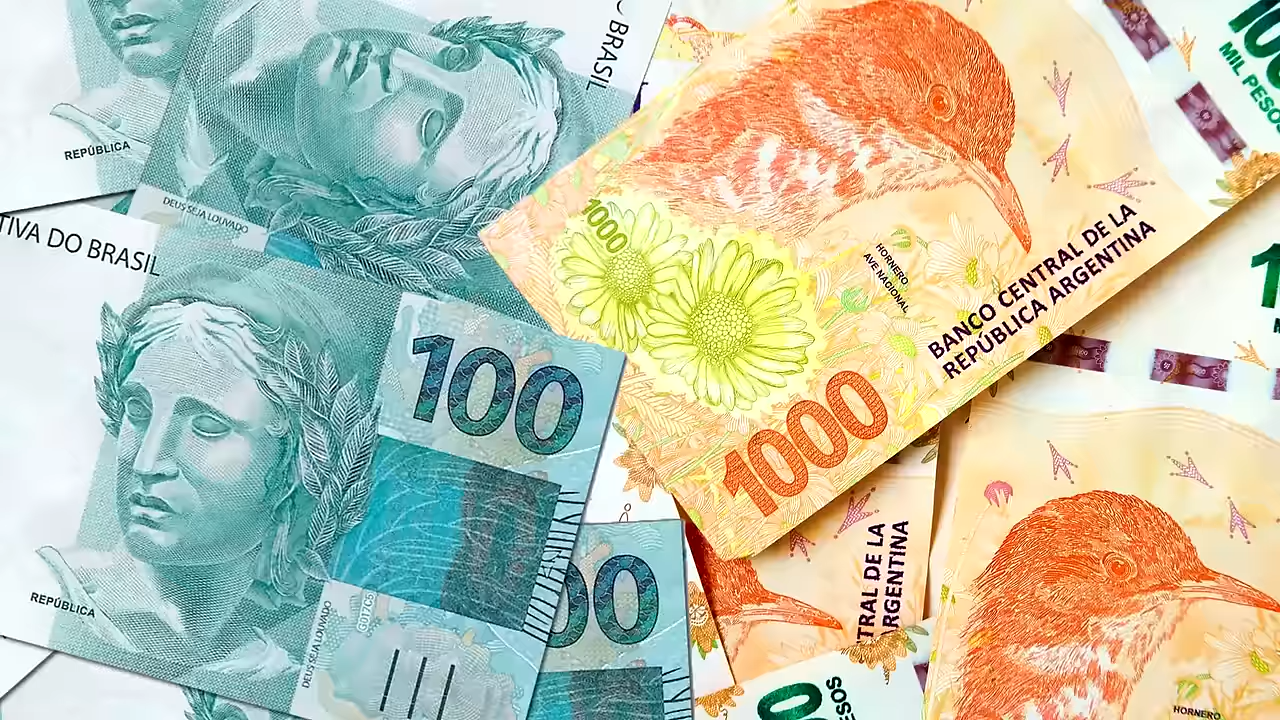 BRASIL
REPÚBLICA
DEUS SEJA LOUVADO
TIVA DO BRASIL
100
REPÚBLICA
DEUS SEJA LOUVADO
00
1000
HORNERO
AVE NACIONAL
BANCO CENTRAL DE LA
REPÚBLICA ARGENTINA
1000
MIL PESOS
TRAL DE LA
ARGENTINA
0
PESOS
HORNERO